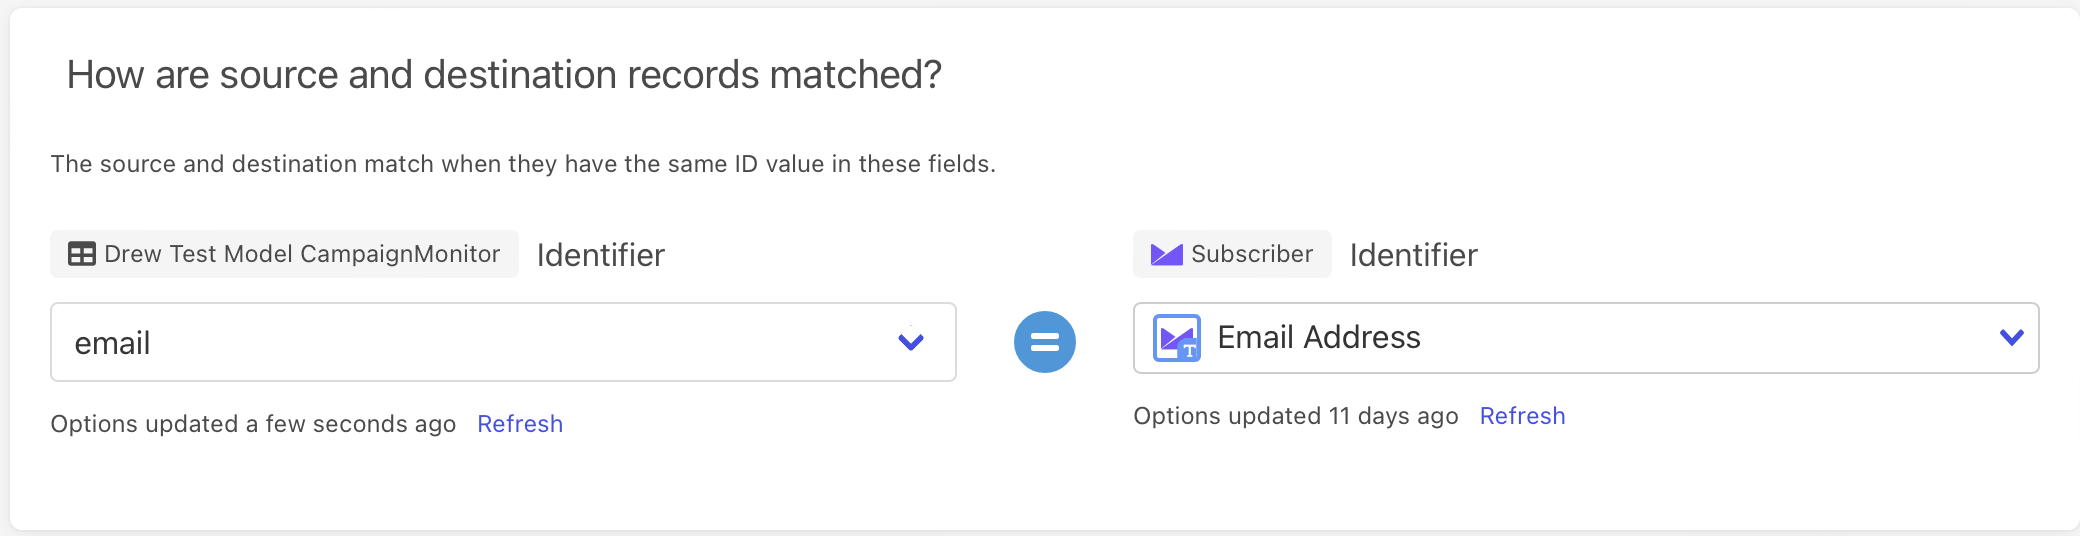 How are source and destination records matched?
The source and destination match when they have the same ID value in these fields.
Drew Test Model CampaignMonitor Identifier
email
Options updated a few seconds ago Refresh
Subscriber Identifier
T Email Address
Options updated 11 days ago Refresh